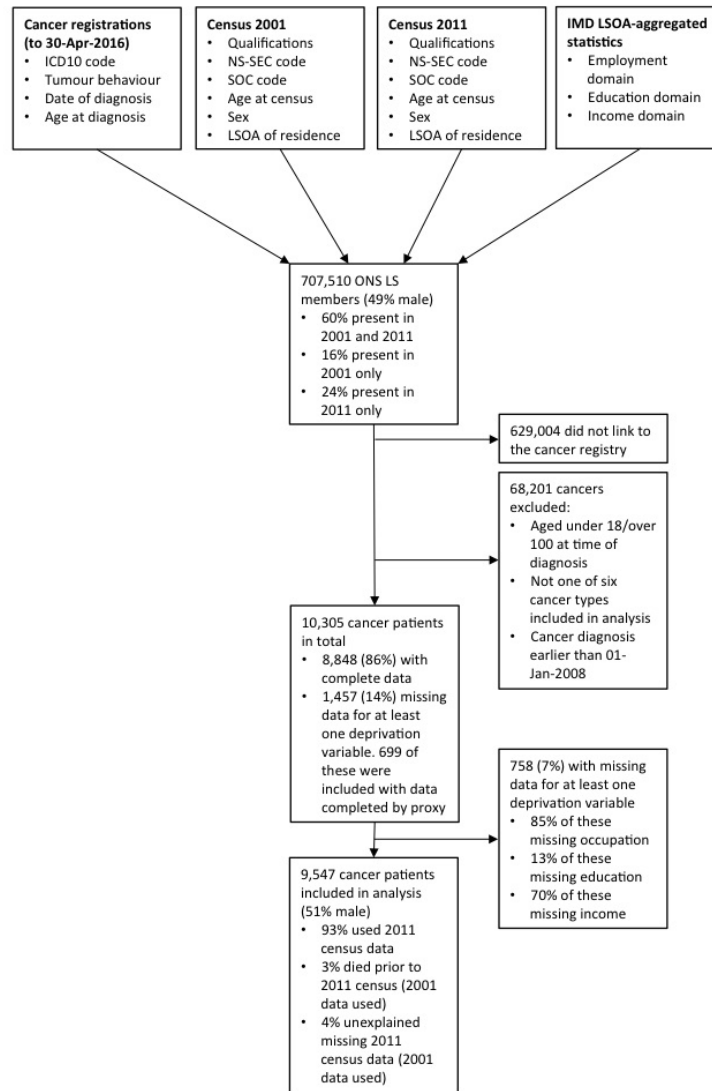 Cancer registrations
(to 30-Apr-2016)
• ICD10 code
• Tumour behaviour
• Date of diagnosis
• Age at diagnosis
Census 2001
• Qualifications
• NS-SEC code
• SOC code
• Age at census
• Sex
• LSOA of residence
Census 2011
• Qualifications
• NS-SEC code
• SOC code
• Age at census
• Sex
• LSOA of residence
IMD LSOA-aggregated
statistics
• Employment
domain
• Education domain
• Income domain
707,510 ONS LS
members (49% male)
• 60% present in
2001 and 2011
• 16% present in
2001 only
• 24% present in
2011 only
629,004 did not link to
the cancer registry
68,201 cancers
excluded:
• Aged under 18/over
100 at time of
diagnosis
• Not one of six
cancer types
included in analysis
• Cancer diagnosis
earlier than 01-
Jan-2008
10,305 cancer patients
in total
• 8,848 (86%) with
complete data
• 1,457 (14%) missing
data for at least
one deprivation
variable. 699 of
these were
included with data
completed by proxy
758 (7%) with missing
data for at least one
deprivation variable
• 85% of these
missing occupation
• 13% of these
missing education
• 70% of these
missing income
9,547 cancer patients
included in analysis
(51% male)
• 93% used 2011
census data
• 3% died prior to
2011 census (2001
data used)
• 4% unexplained
missing 2011
census data (2001
data used)